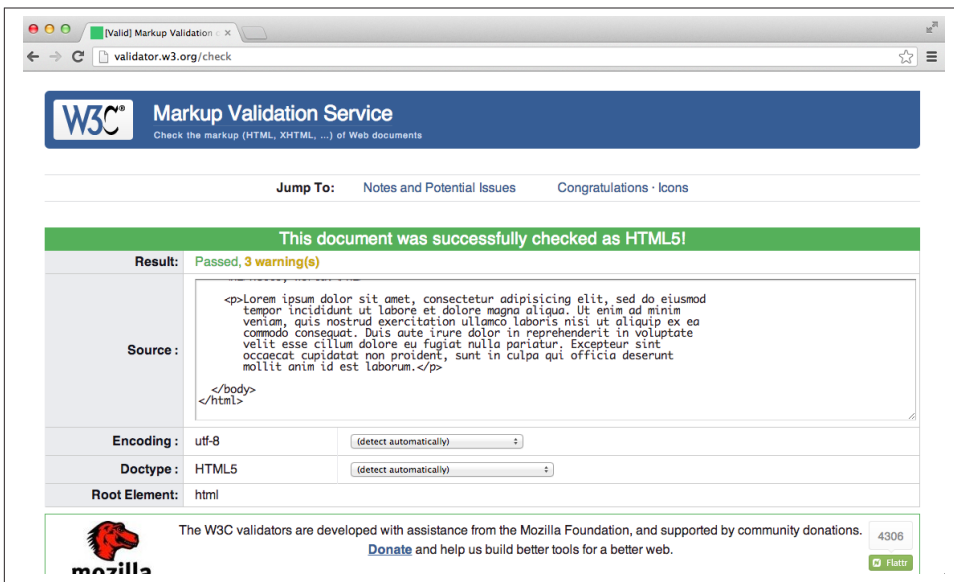 [Valid] Markup Validation
validator.w3.org/check
W3C® Markup Validation Service
Check the markup (HTML, XHTML, ...) of Web documents
Jump To: Notes and Potential Issues Congratulations · Icons
This document was successfully checked as HTML5!
Result: Passed, 3 warning(s)
Source :
<p>Lorem ipsum dolor sit amet, consectetur adipisicing elit, sed do eiusmod
tempor incididunt ut labore et dolore magna aliqua. Ut enim ad minim
veniam, quis nostrud exercitation ullamco laboris nisi ut aliquip ex ea
commodo consequat. Duis aute irure dolor in reprehenderit in voluptate
velit esse cillum dolore eu fugiat nulla pariatur. Excepteur sint
occaecat cupidatat non proident, sunt in culpa qui officia deserunt
mollit anim id est laborum.</p>
</body>
</html>
Encoding : utf-8 (detect automatically)
Doctype : HTML5 (detect automatically)
Root Element: html
The W3C validators are developed with assistance from the Mozilla Foundation, and supported by community donations.
Donate and help us build better tools for a better web.
4306
Flattr
mozilla